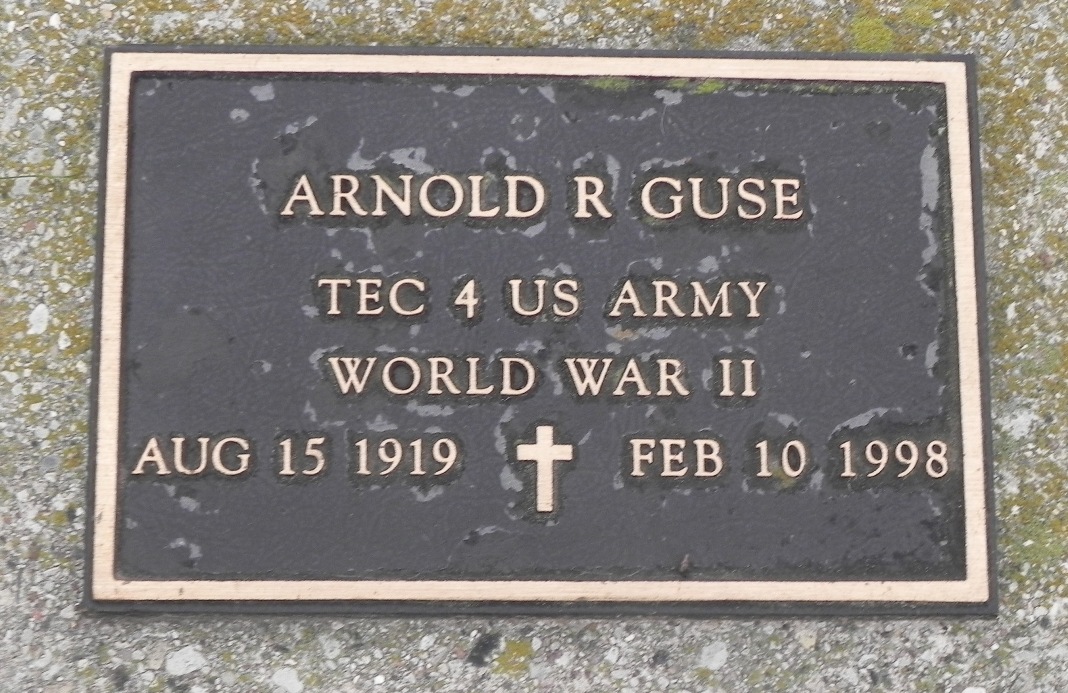 ARNOLD R GUSE
TEC 4 US ARMY
WORLD WAR II
AUG 15 1919 FEB 10 1998